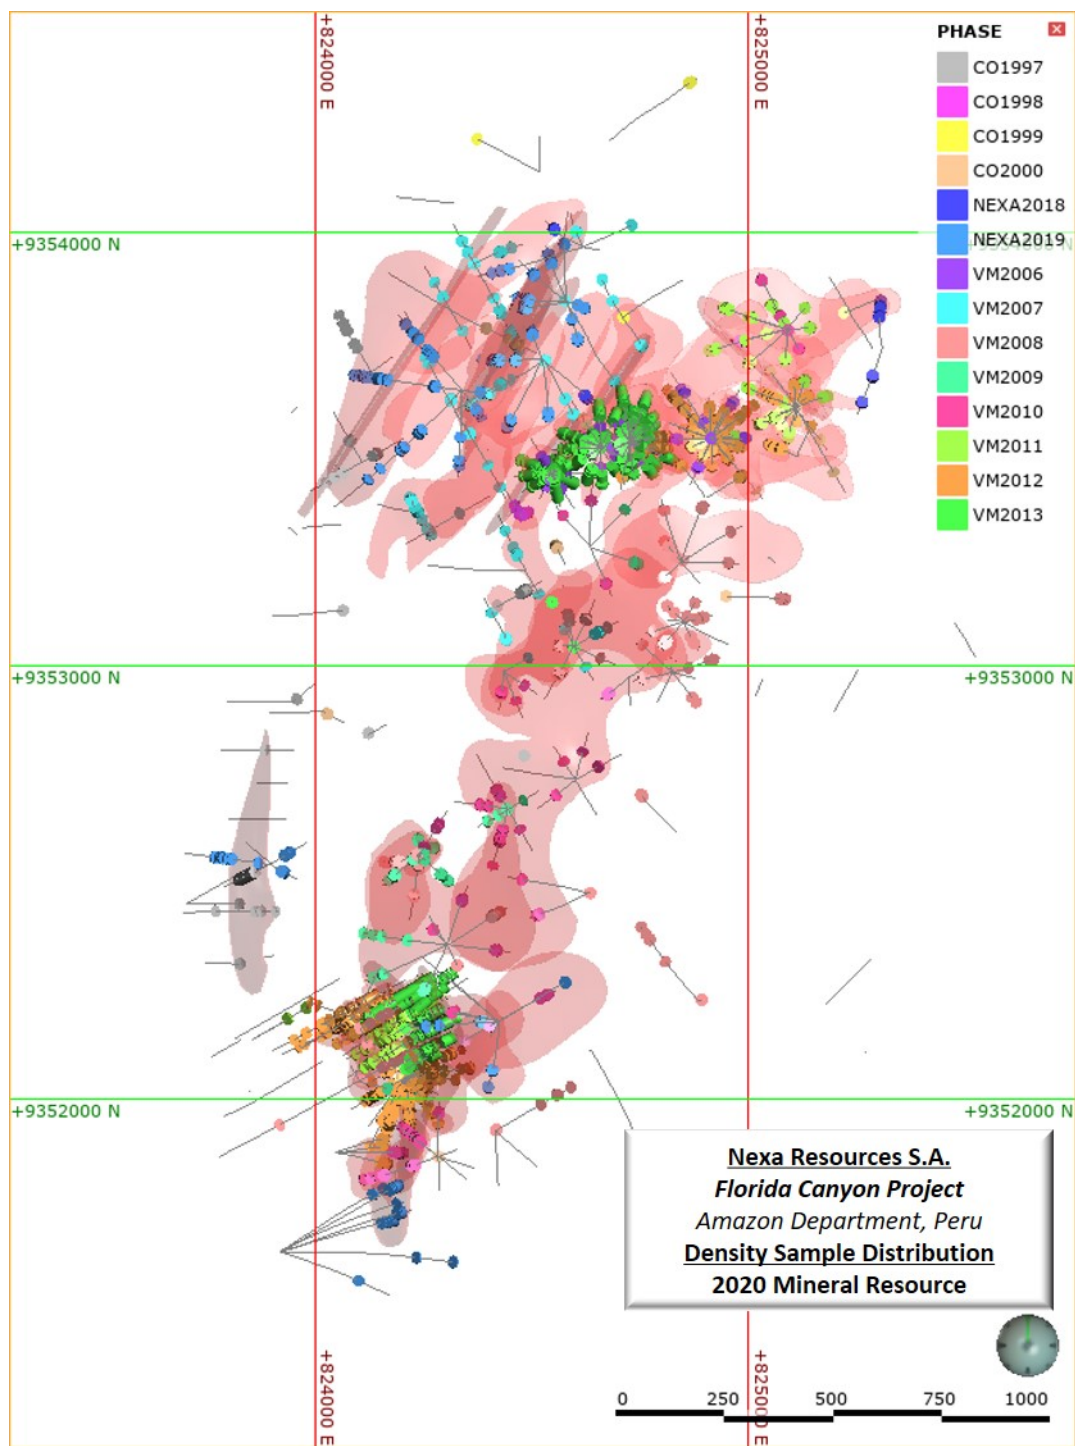 +824000 E
+825000 E
PHASE
CO1997
CO1998
CO1999
CO2000
NEXA2018
NEXA2019
VM2006
VM2007
VM2008
VM2009
VM2010
VM2011
VM2012
VM2013
+9354000 N
+9353000 N
+9353000 N
+9352000 N
+9352000 N
Nexa Resources S.A.
Florida Canyon Project
Amazon Department, Peru
Density Sample Distribution
2020 Mineral Resource
+824000 E
+825000 E
0 250 500 750 1000